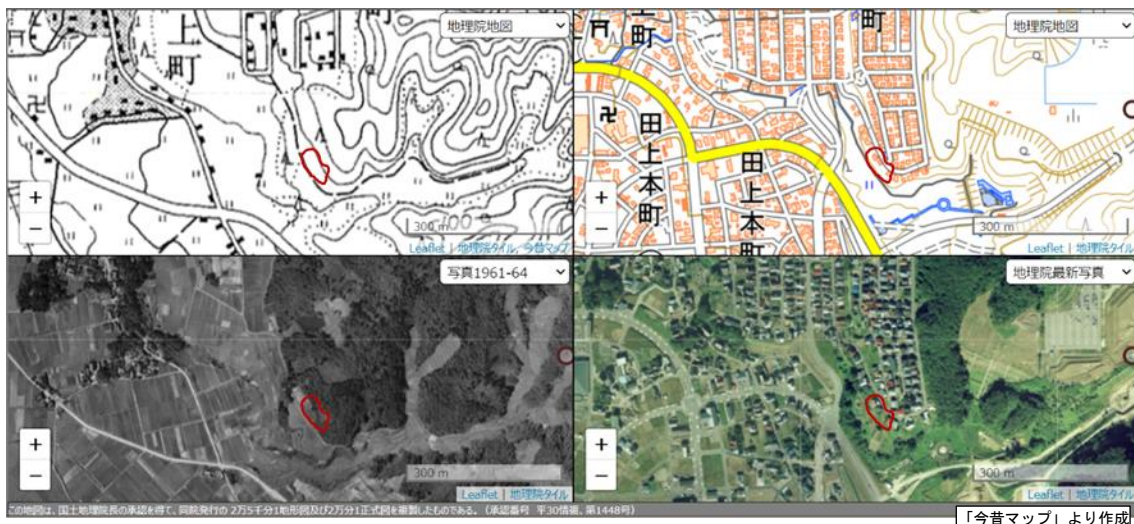 地理院地図
上
町
300 m
Leaflet | 地理院タイル, 今昔マップ
地理院地図
町
町
田上本町
田上本町
300 m
Leaflet | 地理院タイル
写真1961-64
300 m
Leaflet | 地理院タイル
地理院最新写真
300 m
Leaflet | 地理院タイル
この地図は、国土地理院長の承認を得て、同院発行の2万5千分1地形図及び2万分1正式図を複製したものである。(承認番号 平30情複、第1448号)
「今昔マップ」より作成